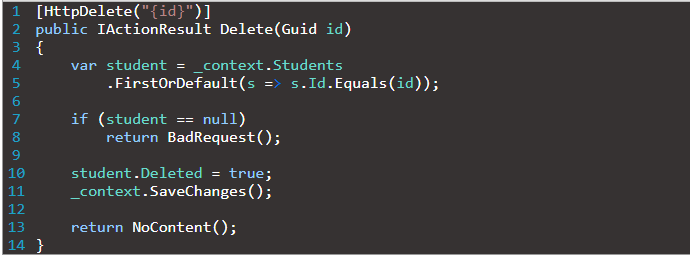 1 [HttpDelete("{id}")]
2 public IActionResult Delete(Guid id)
3 {
4     var student = _context.Students
5         .FirstOrDefault(s => s.Id.Equals(id));
6
7     if (student == null)
8         return BadRequest();
9
10     student.Deleted = true;
11     _context.SaveChanges();
12
13     return NoContent();
14 }